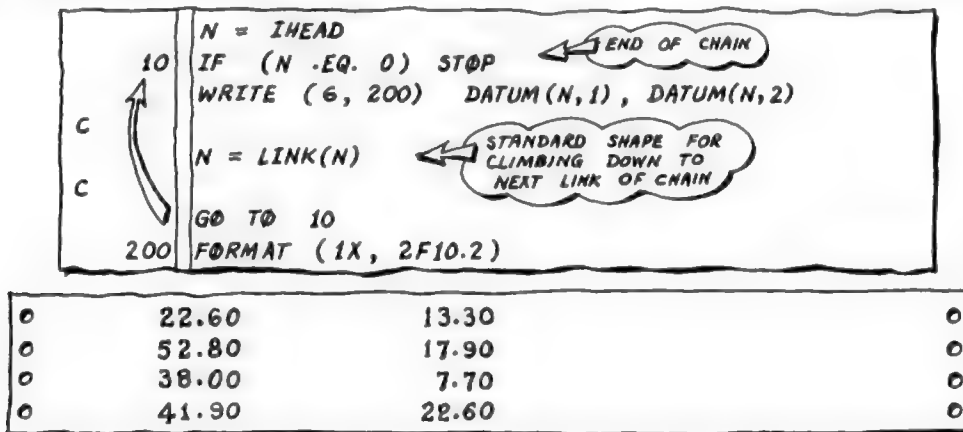 N = IHEAD
10 IF (N .EQ. 0) STØP
END OF CHAIN
WRITE (6, 200) DATUM(N,1), DATUM(N,2)
C
N = LINK(N)
STANDARD SHAPE FOR
CLIMBING DOWN TO
NEXT LINK OF CHAIN
C
GØ TØ 10
200 FØRMAT (1X, 2F10.2)
22.60 13.30
52.80 17.90
38.00 7.70
41.90 22.60